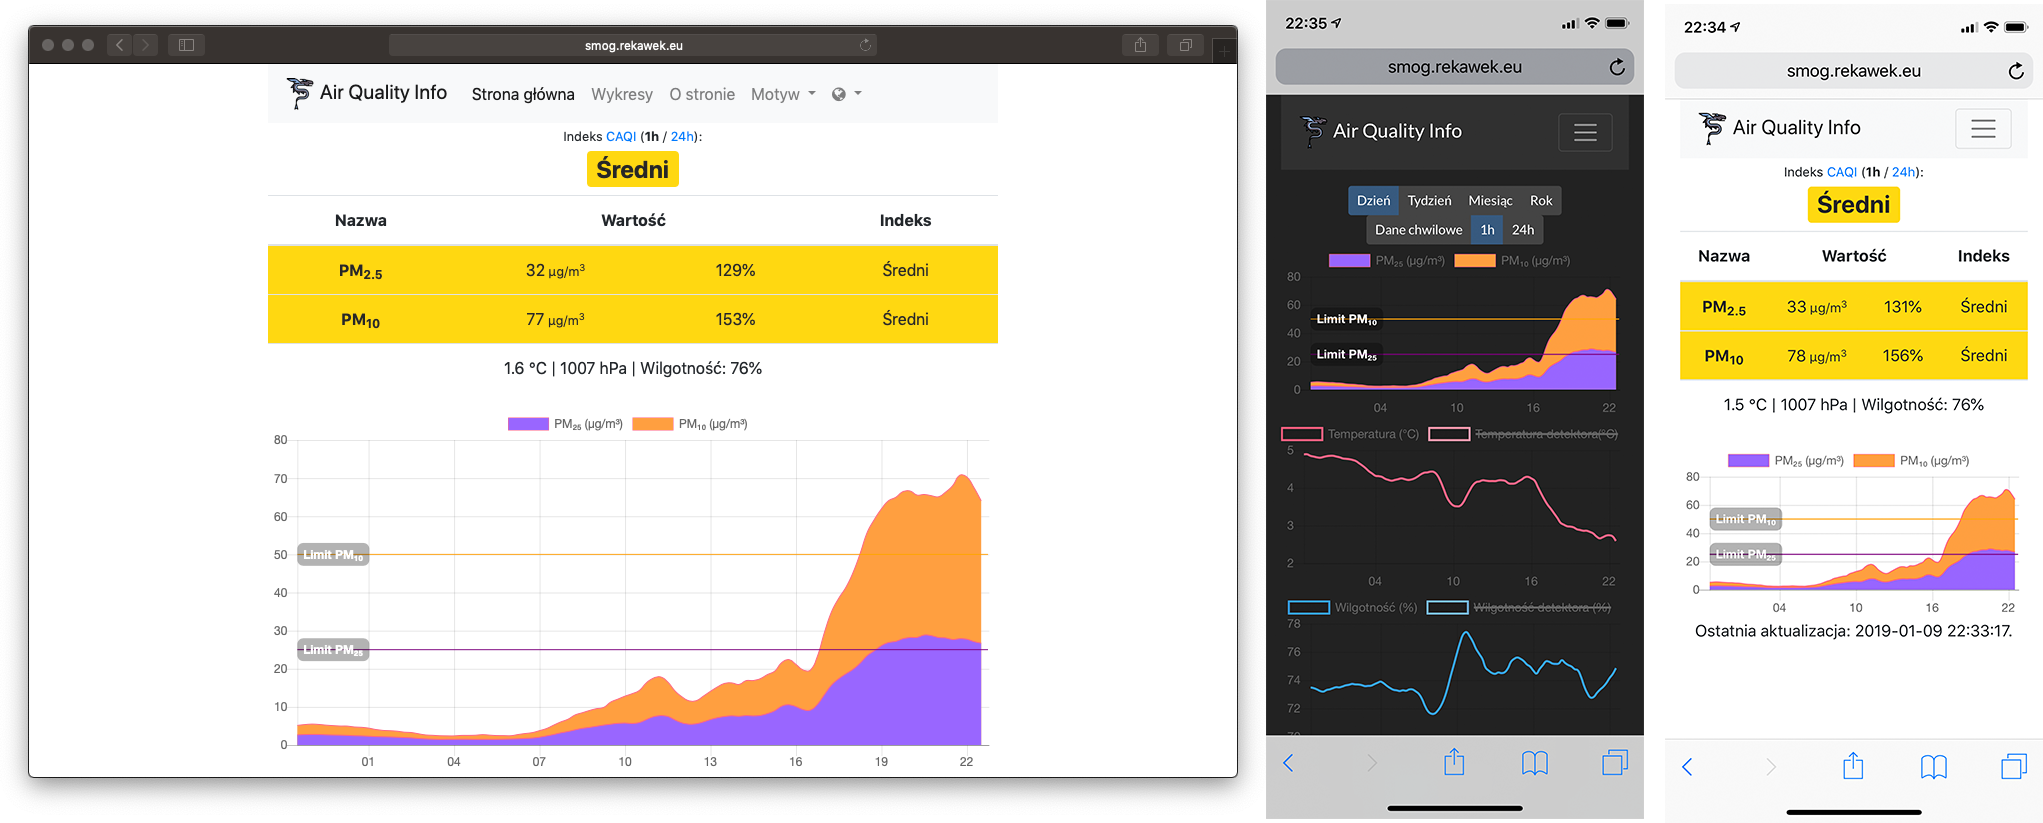 smog.rekawek.eu
Air Quality Info Strona główna Wykresy O stronie Motyw
Indeks CAQI (1h / 24h):
Średni
Nazwa Wartość Indeks
PM2.5 32 µg/m³ 129% Średni
PM10 77 µg/m³ 153% Średni
1.6 °C | 1007 hPa | Wilgotność: 76%
PM₂₅ (µg/m³) PM₁₀ (µg/m³)
80
70
60
50
40
30
20
10
0
Limit PM₁₀
Limit PM₂₅
01 04 07 10 13 16 19 22
22:35
smog.rekawek.eu
Air Quality Info
Dzień Tydzień Miesiąc Rok
Dane chwilowe 1h 24h
PM₂₅ (µg/m³) PM₁₀ (µg/m³)
80
60
40
20
0
Limit PM₁₀
Limit PM₂₅
04 10 16 22
Temperatura (°C) Temperatura detektora(°C)
5
4
3
2
04 10 16 22
Wilgotność (%) Wilgotność detektora (%)
78
76
74
72
70
22:34
smog.rekawek.eu
Air Quality Info
Indeks CAQI (1h / 24h):
Średni
Nazwa Wartość Indeks
PM2.5 33 µg/m³ 131% Średni
PM10 78 µg/m³ 156% Średni
1.5 °C | 1007 hPa | Wilgotność: 76%
PM₂₅ (µg/m³) PM₁₀ (µg/m³)
80
60
40
20
0
Limit PM₁₀
Limit PM₂₅
04 10 16 22
Ostatnia aktualizacja: 2019-01-09 22:33:17.